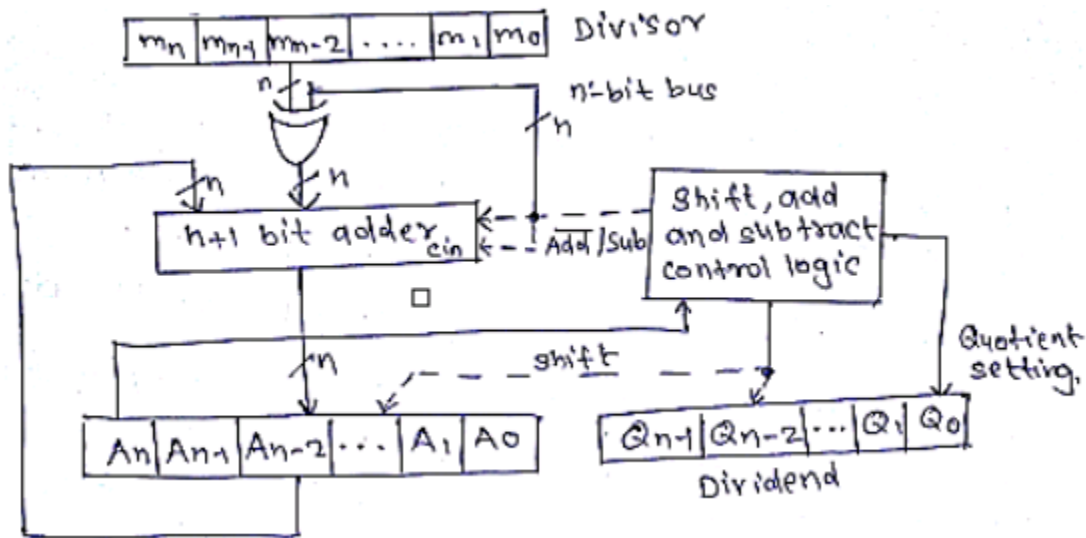 mn mn-1 mn-2 .... m1 m0 Divisor
n
n-bit bus
n
n
n
n+1 bit adder
cin
Add/Sub
Shift, add
and subtract
control logic
n
shift
Quotient
setting,
An An-1 An-2 ... A1 A0
Qn-1 Qn-2 ... Q1 Q0
Dividend